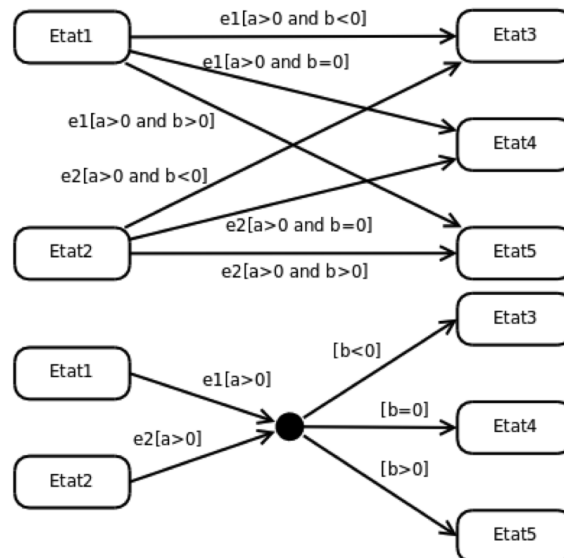 e1[a>0 and b<0]
Etat1
Etat3
e1[a>0 and b=0]
e1[a>0 and b>0]
Etat4
e2[a>0 and b<0]
e2[a>0 and b=0]
Etat2
Etat5
e2[a>0 and b>0]
Etat3
[b<0]
Etat1
e1[a>0]
[b=0]
Etat4
e2[a>0]
[b>0]
Etat2
Etat5